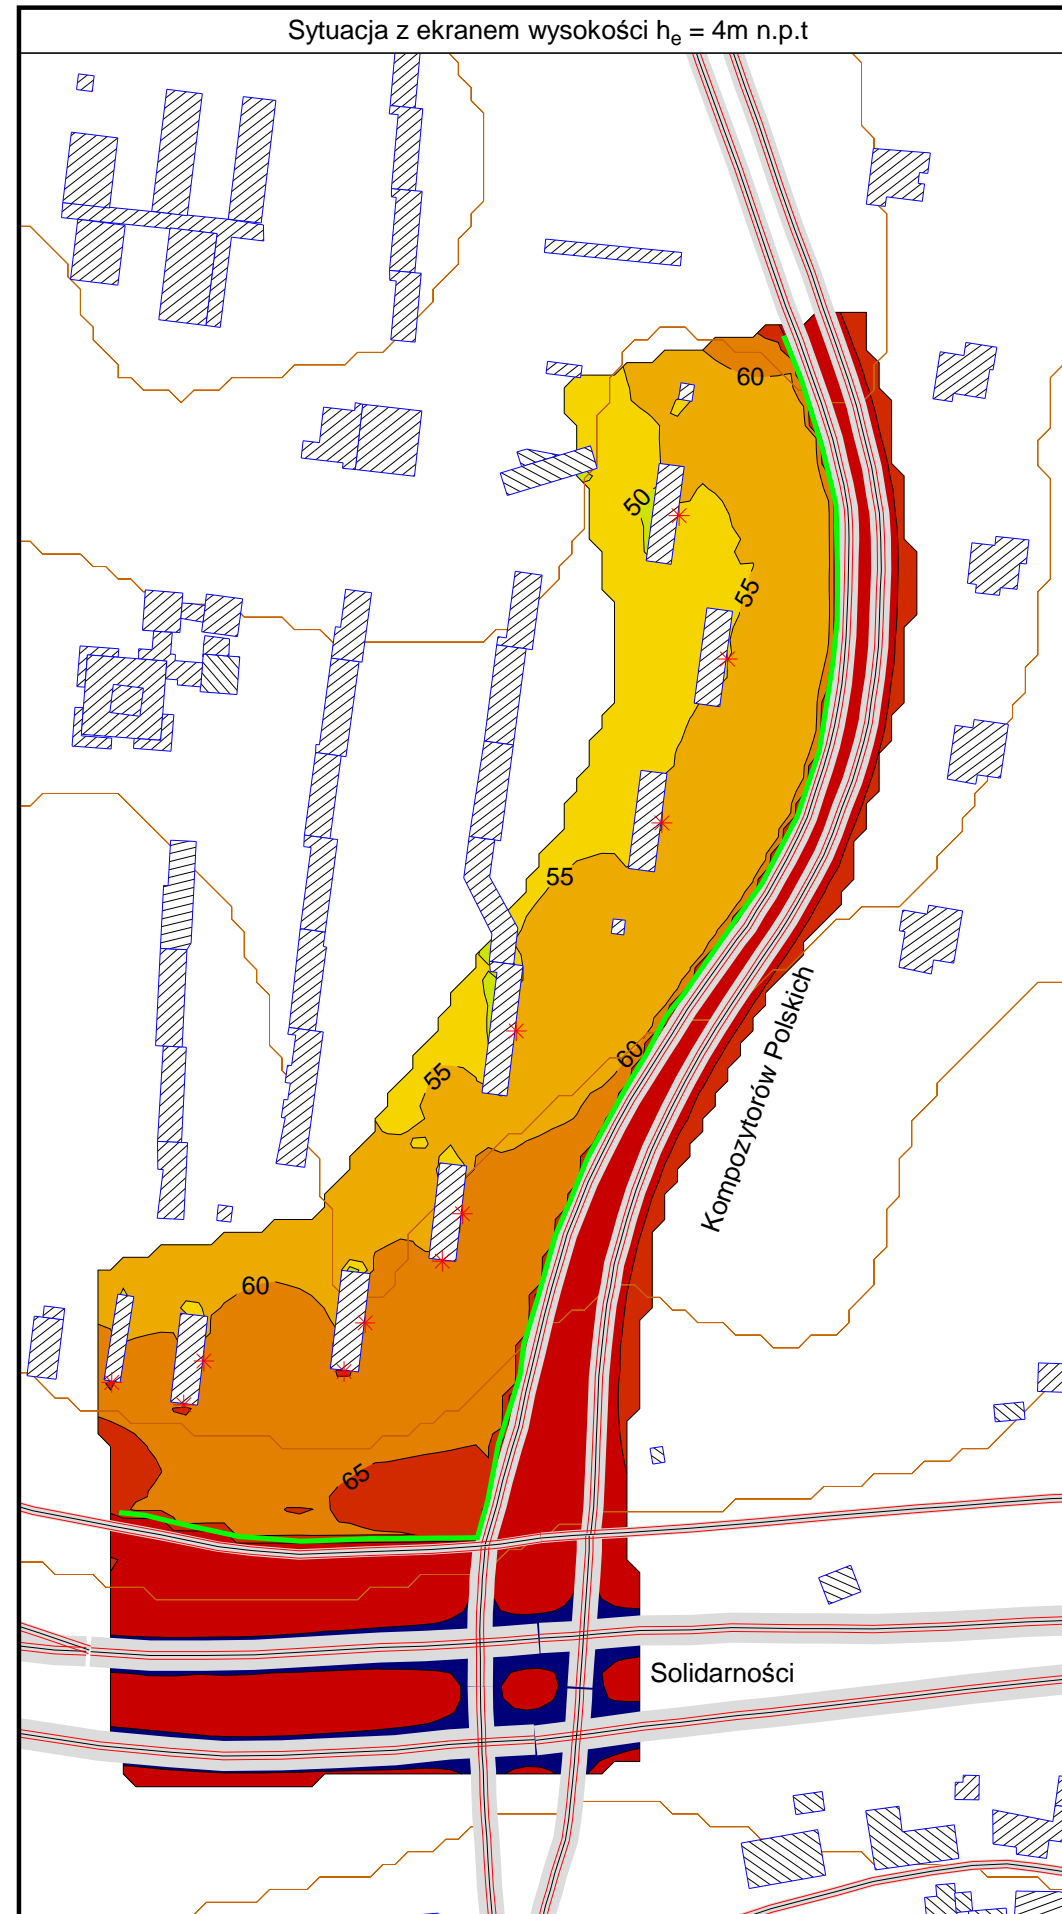 Sytuacja z ekranem wysokości hₑ = 4m n.p.t
60
50
55
55
60
55
Kompozytorów Polskich
60
65
Solidarności